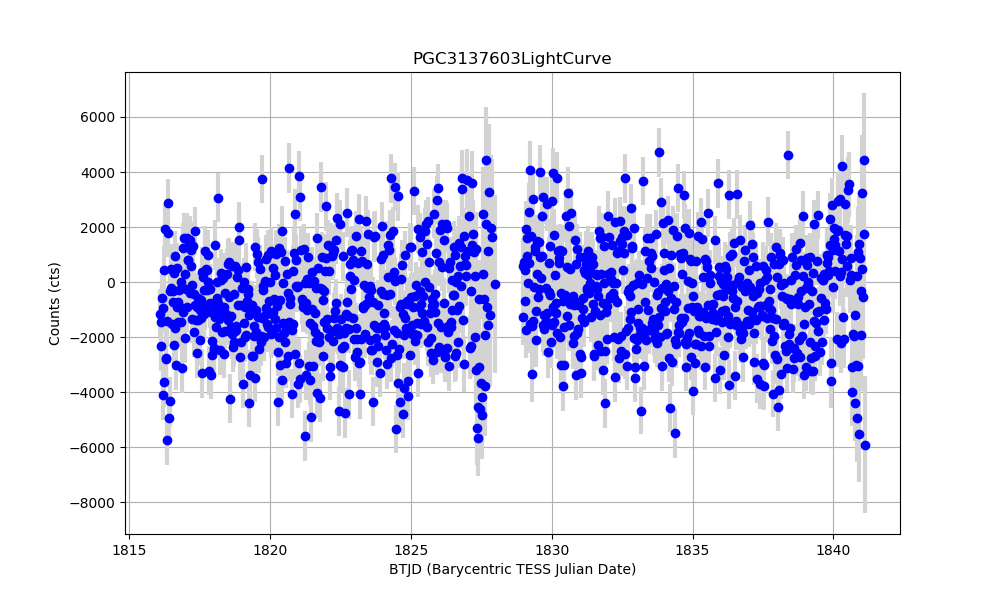 PGC3137603LightCurve
Counts (cts)
6000
4000
2000
0
−2000
−4000
−6000
−8000
1815 1820 1825 1830 1835 1840
BTJD (Barycentric TESS Julian Date)